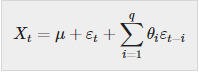 $X_t = \mu + \varepsilon_t + \sum_{i=1}^{q} \theta_i \varepsilon_{t-i}$